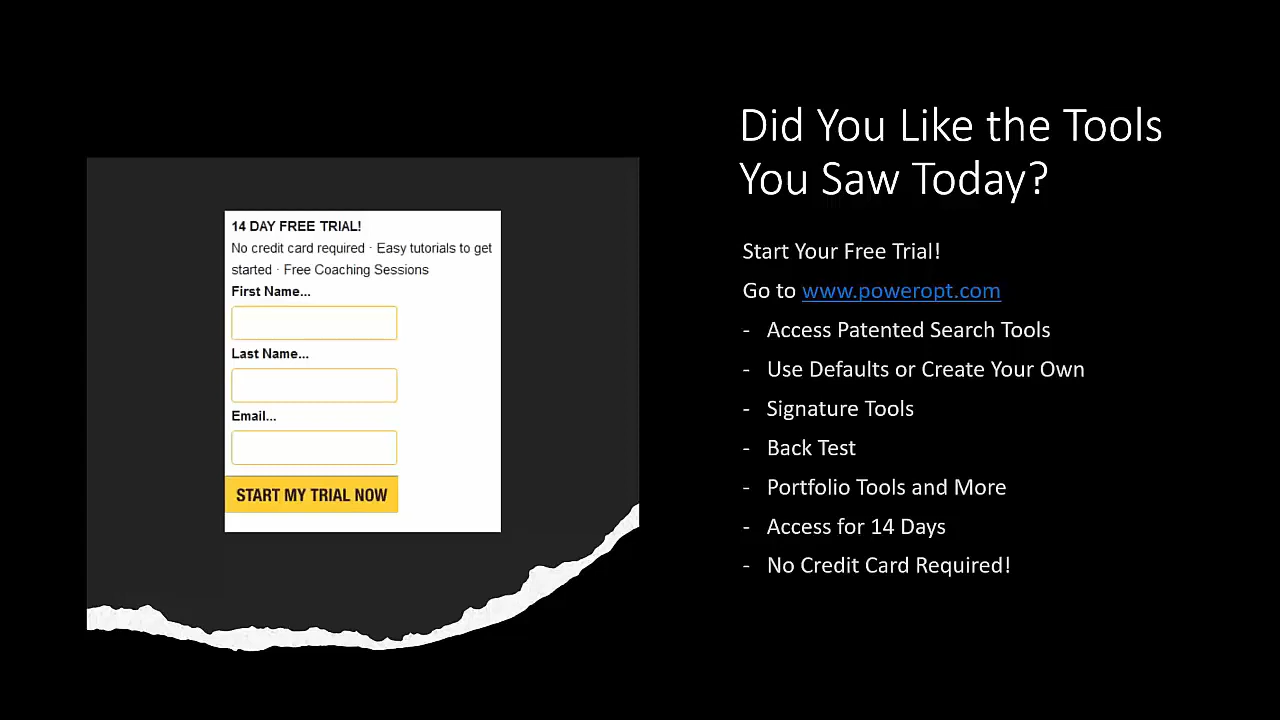 14 DAY FREE TRIAL!
No credit card required · Easy tutorials to get
started · Free Coaching Sessions
First Name...
Last Name...
Email...
START MY TRIAL NOW
Did You Like the Tools
You Saw Today?
Start Your Free Trial!
Go to www.poweropt.com
- Access Patented Search Tools
- Use Defaults or Create Your Own
- Signature Tools
- Back Test
- Portfolio Tools and More
- Access for 14 Days
- No Credit Card Required!